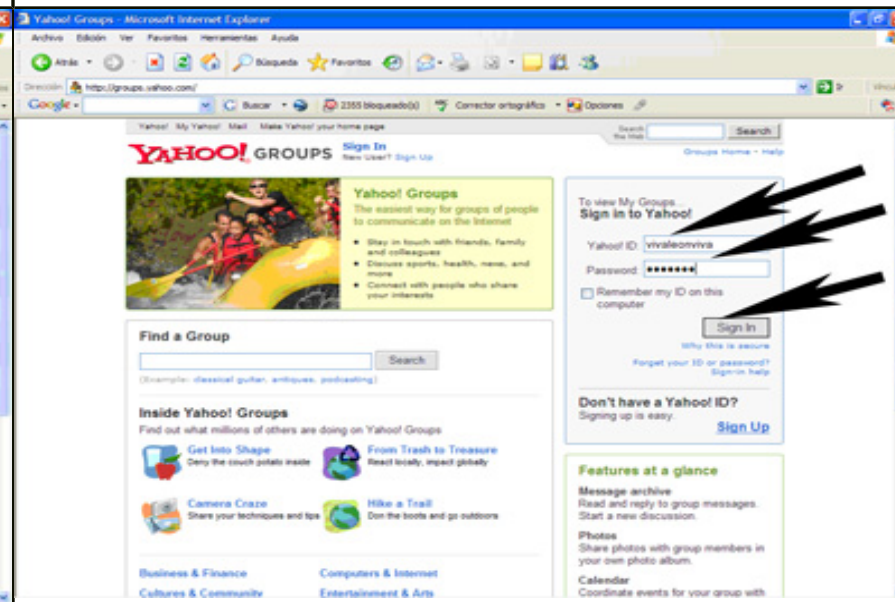 Yahoo! Groups - Microsoft Internet Explorer
Archivo Edición Ver Favoritos Herramientas Ayuda
Atrás Búsqueda Favoritos
Dirección http://groups.yahoo.com/
Google Buscar 2355 bloqueado(s) Corrector ortográfico Opciones
Yahoo! My Yahoo! Mail Make Yahoo! your home page
Search the Web Search
YAHOO! GROUPS Sign In
New User? Sign Up
Groups Home - Help
Yahoo! Groups
The easiest way for groups of people
to communicate on the Internet
Stay in touch with friends, family
and colleagues
Discuss sports, health, news, and
more
Connect with people who share
your interests
To view My Groups...
Sign in to Yahoo!
Yahoo! ID: vivaleonviva
Password: •••••••
Remember my ID on this
computer
Sign In
Why this is secure
Forget your ID or password?
Sign-in help
Don't have a Yahoo! ID?
Signing up is easy.
Sign Up
Find a Group
Search
(Example: classical guitar, antiques, podcasting)
Inside Yahoo! Groups
Find out what millions of others are doing on Yahoo! Groups
Get Into Shape
Deny the couch potato inside
From Trash to Treasure
React locally, impact globally
Camera Craze
Share your techniques and tips
Hike a Trail
Don the boots and go outdoors
Business & Finance
Computers & Internet
Cultures & Community
Entertainment & Arts
Features at a glance
Message archive
Read and reply to group messages.
Start a new discussion.
Photos
Share photos with group members in
your own photo album.
Calendar
Coordinate events for your group with